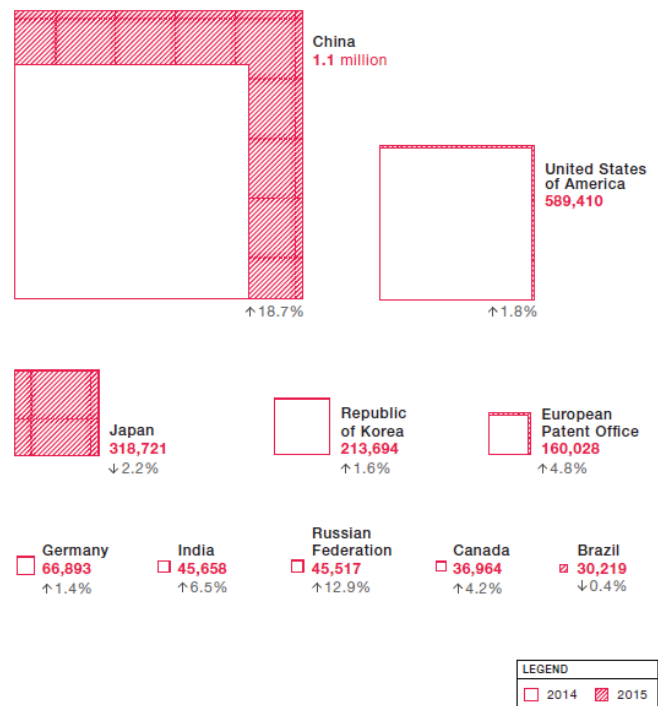 China
1.1 million
↑18.7%
United States
of America
589,410
↑1.8%
Japan
318,721
↓2.2%
Republic
of Korea
213,694
↑1.6%
European
Patent Office
160,028
↑4.8%
Germany
66,893
↑1.4%
India
45,658
↑6.5%
Russian
Federation
45,517
↑12.9%
Canada
36,964
↑4.2%
Brazil
30,219
↓0.4%
LEGEND
2014 2015